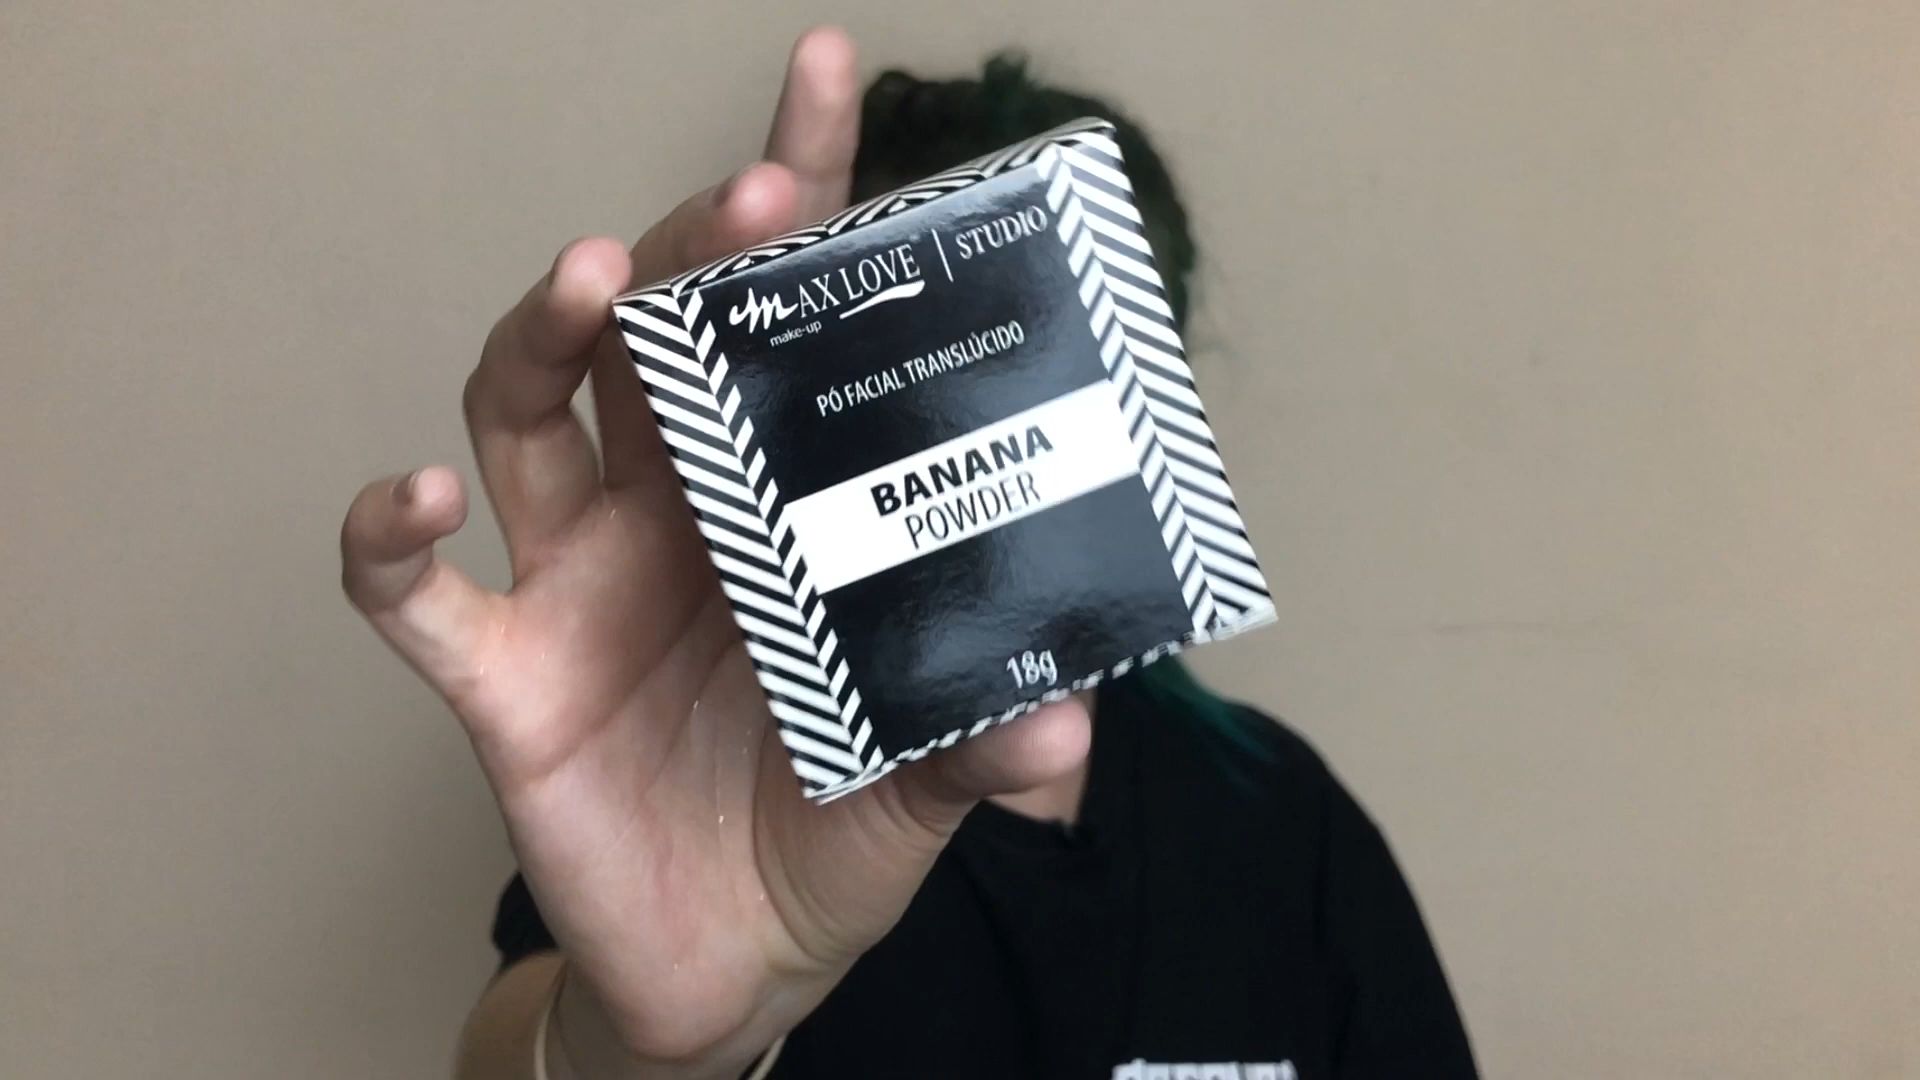 MAX LOVE | STUDIO
make-up
PÓ FACIAL TRANSLÚCIDO
BANANA
POWDER
18g